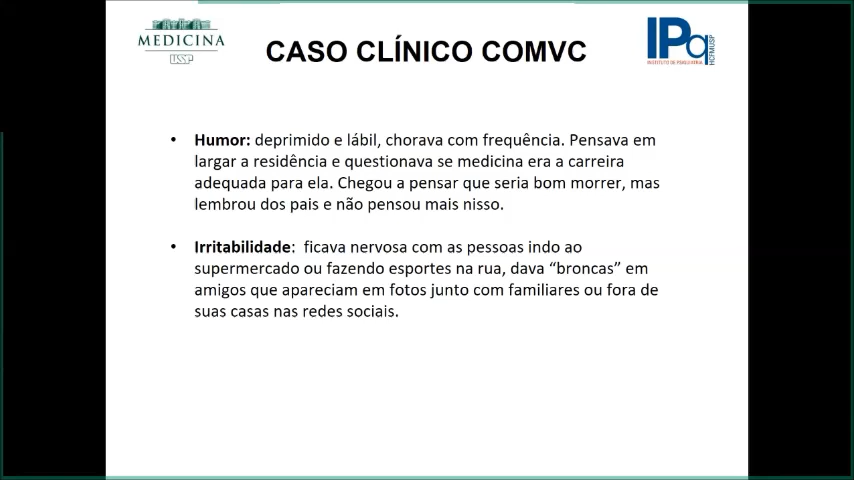 MEDICINA
USP
CASO CLÍNICO COMVC
IPq
INSTITUTO DE PSIQUIATRIA
HCFMUSP
• Humor: deprimido e lábil, chorava com frequência. Pensava em
largar a residência e questionava se medicina era a carreira
adequada para ela. Chegou a pensar que seria bom morrer, mas
lembrou dos pais e não pensou mais nisso.
• Irritabilidade:  ficava nervosa com as pessoas indo ao
supermercado ou fazendo esportes na rua, dava “broncas” em
amigos que apareciam em fotos junto com familiares ou fora de
suas casas nas redes sociais.